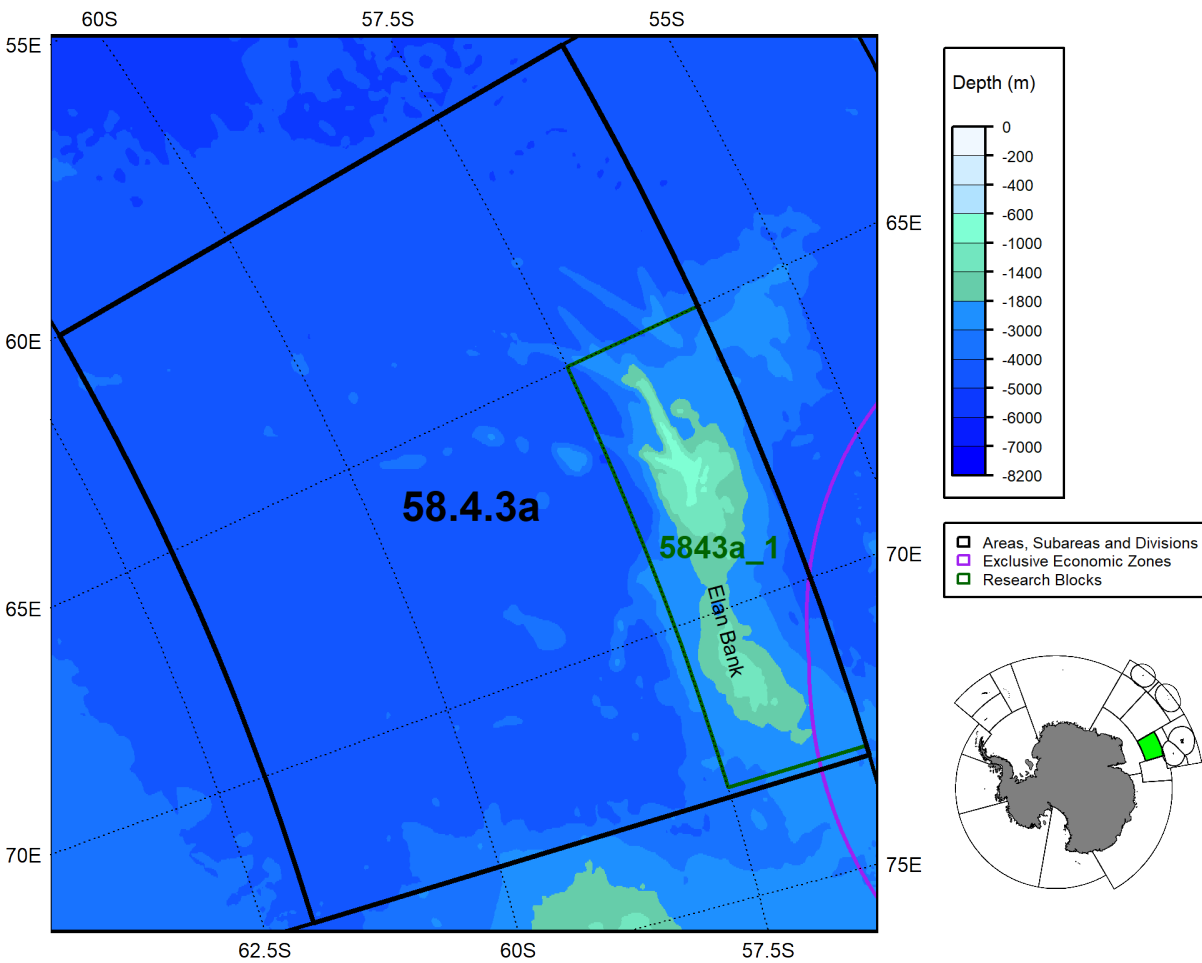 60S 57.5S 55S
55E
60E
65E
70E
65E
70E
75E
62.5S 60S 57.5S
58.4.3a
5843a_1
Elan Bank
Depth (m)
0
-200
-400
-600
-1000
-1400
-1800
-3000
-4000
-5000
-6000
-7000
-8200
Areas, Subareas and Divisions
Exclusive Economic Zones
Research Blocks